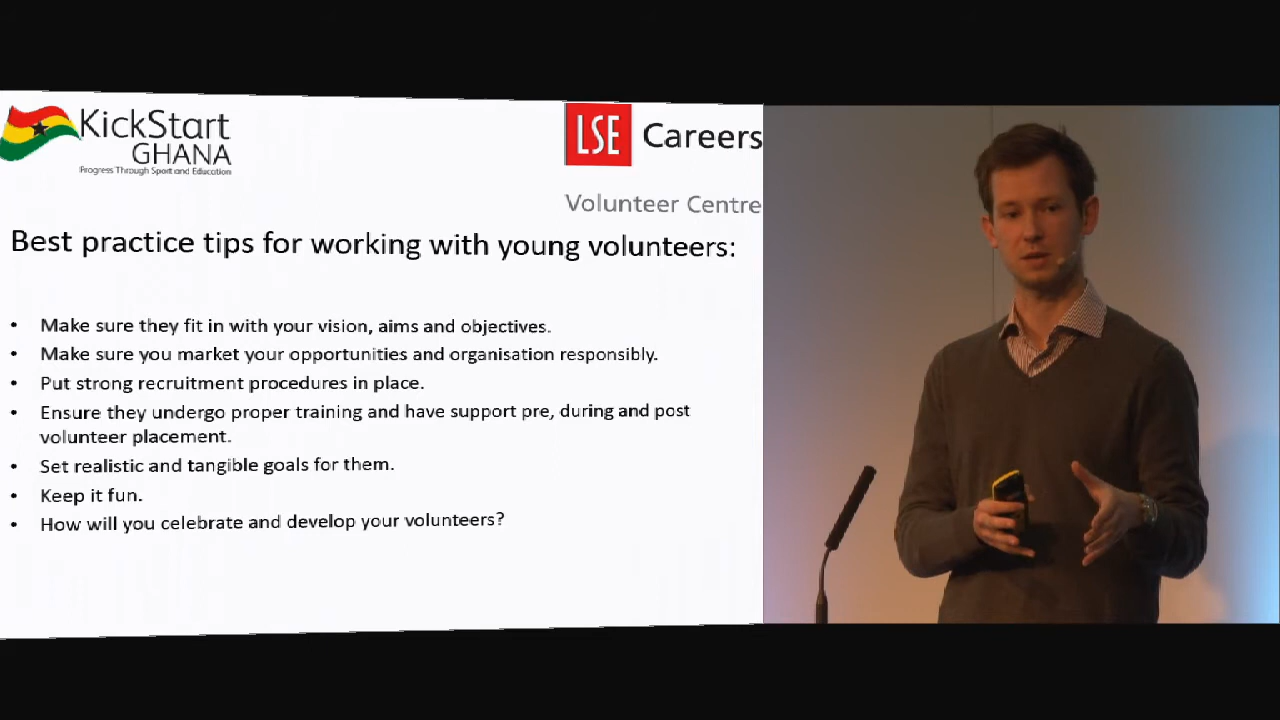 KickStart
GHANA
Progress Through Sport and Education
LSE Careers
Volunteer Centre
Best practice tips for working with young volunteers:
• Make sure they fit in with your vision, aims and objectives.
• Make sure you market your opportunities and organisation responsibly.
• Put strong recruitment procedures in place.
• Ensure they undergo proper training and have support pre, during and post
volunteer placement.
• Set realistic and tangible goals for them.
• Keep it fun.
• How will you celebrate and develop your volunteers?